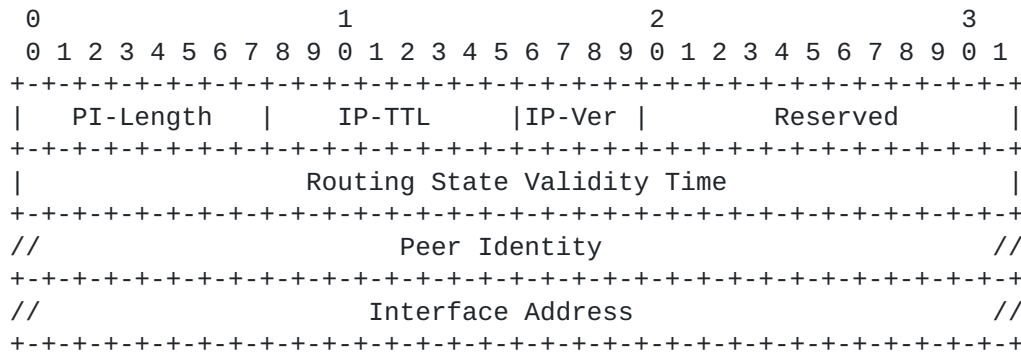 0                   1                   2                   3
 0 1 2 3 4 5 6 7 8 9 0 1 2 3 4 5 6 7 8 9 0 1 2 3 4 5 6 7 8 9 0 1
+-+-+-+-+-+-+-+-+-+-+-+-+-+-+-+-+-+-+-+-+-+-+-+-+-+-+-+-+-+-+-+-+
|   PI-Length   |    IP-TTL     |IP-Ver |        Reserved       |
+-+-+-+-+-+-+-+-+-+-+-+-+-+-+-+-+-+-+-+-+-+-+-+-+-+-+-+-+-+-+-+-+
|                  Routing State Validity Time                  |
+-+-+-+-+-+-+-+-+-+-+-+-+-+-+-+-+-+-+-+-+-+-+-+-+-+-+-+-+-+-+-+-+
//                       Peer Identity                         //
+-+-+-+-+-+-+-+-+-+-+-+-+-+-+-+-+-+-+-+-+-+-+-+-+-+-+-+-+-+-+-+-+
//                     Interface Address                       //
+-+-+-+-+-+-+-+-+-+-+-+-+-+-+-+-+-+-+-+-+-+-+-+-+-+-+-+-+-+-+-+-+